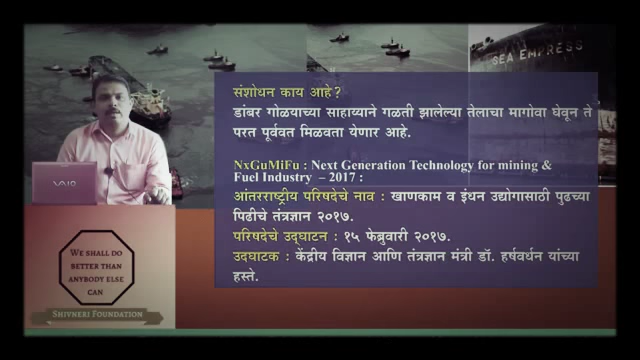 SEA EMPRESS
संशोधन काय आहे?
डांबर गोळयाच्या साहाय्याने गळती झालेल्या तेलाचा मागोवा घेवून ते
परत पूर्ववत मिळवता येणार आहे.
NxGuMiFu : Next Generation Technology for mining &
Fuel Industry – 2017 :
आंतरराष्ट्रीय परिषदेचे नाव : खाणकाम व इंधन उद्योगासाठी पुढच्या
पिढीचे तंत्रज्ञान २०१७.
परिषदेचे उद्‌घाटन : १५ फेब्रुवारी २०१७.
उदघाटक : केंद्रीय विज्ञान आणि तंत्रज्ञान मंत्री डॉ. हर्षवर्धन यांच्या
हस्ते.
VAIO
WE SHALL DO
BETTER THAN
ANYBODY ELSE
CAN
SHIVNERI FOUNDATION